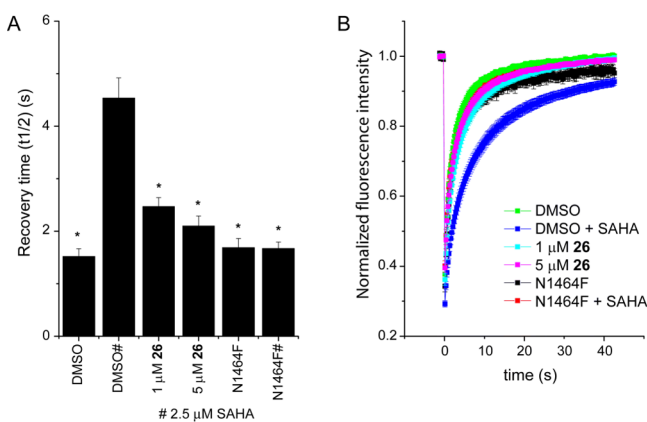 A
Recovery time (t1/2) (s)
6
4
2
0
*
*
*
*
*
DMSO
DMSO#
1 μM 26
5 μM 26
N1464F
N1464F#
# 2.5 μM SAHA
B
Normalized fluorescence intensity
1.0
0.8
0.6
0.4
0.2
DMSO
DMSO + SAHA
1 μM 26
5 μM 26
N1464F
N1464F + SAHA
0 10 20 30 40
time (s)